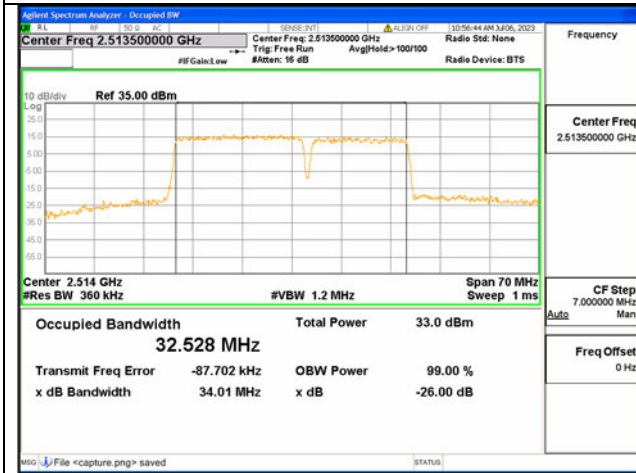 Agilent Spectrum Analyzer - Occupied BW
RL RF 50 Ω AC SENSE:INT ALIGN OFF 10:56:44 AM Jul 06, 2023
Center Freq 2.513500000 GHz Center Freq: 2.513500000 GHz Radio Std: None Frequency
Trig: Free Run Avg|Hold:>100/100
#IFGain:Low #Atten: 16 dB Radio Device: BTS
10 dB/div Ref 35.00 dBm
Log
25.0
15.0
5.00
-5.00
-15.0
-25.0
-35.0
-45.0
-55.0
Center Freq
2.513500000 GHz
Center 2.514 GHz Span 70 MHz
#Res BW 360 kHz #VBW 1.2 MHz Sweep 1 ms
CF Step
7.000000 MHz
Auto Man
Occupied Bandwidth Total Power 33.0 dBm
32.528 MHz
Transmit Freq Error -87.702 kHz OBW Power 99.00 %
x dB Bandwidth 34.01 MHz x dB -26.00 dB
Freq Offset
0 Hz
MSG File <capture.png> saved STATUS